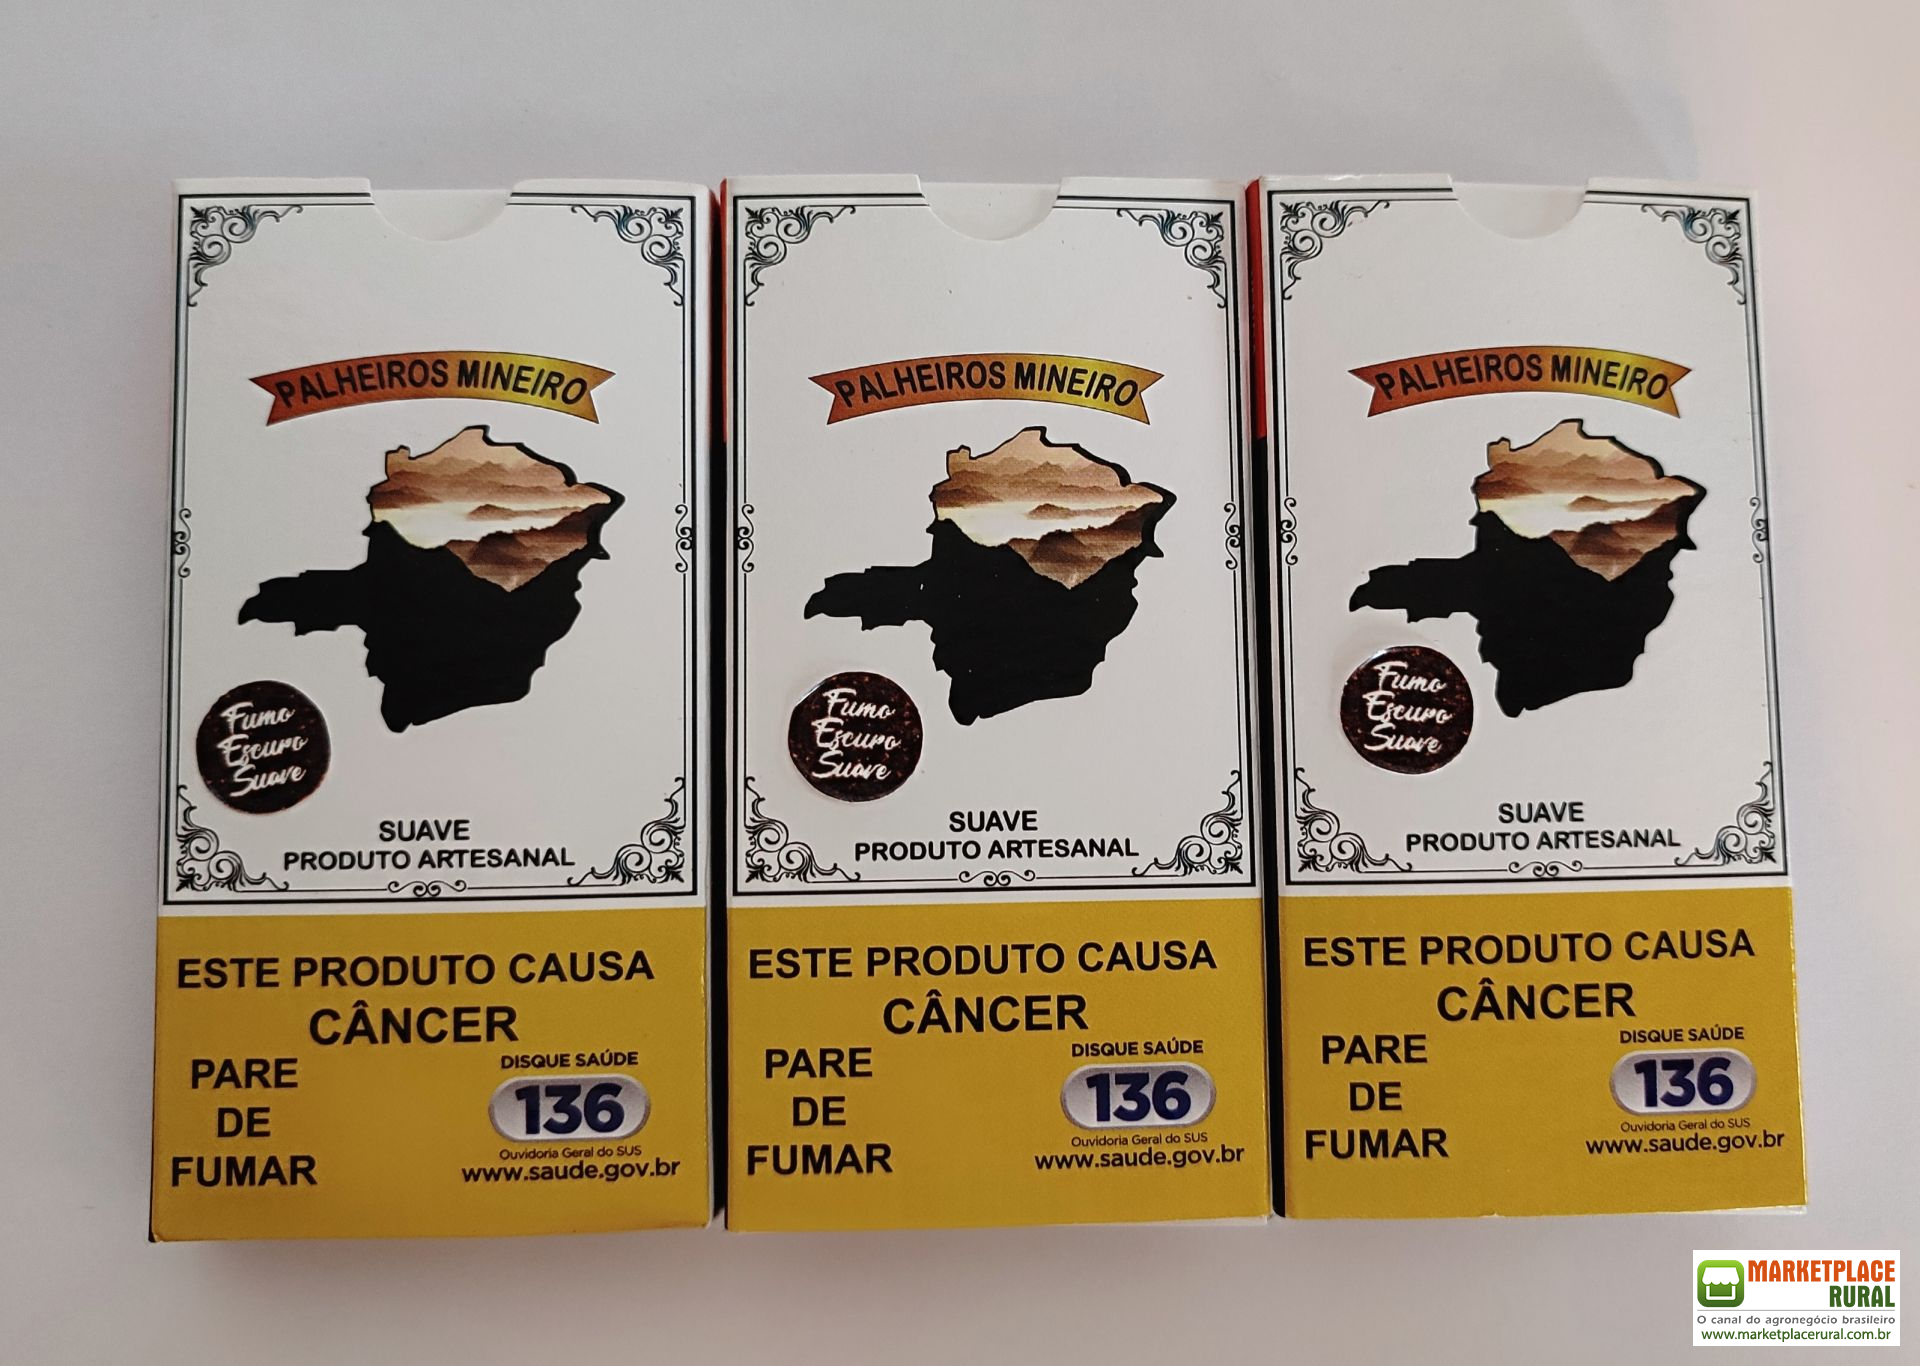 PALHEIROS MINEIRO
Fumo
Escuro
Suave
SUAVE
PRODUTO ARTESANAL
ESTE PRODUTO CAUSA
CÂNCER
PARE
DE
FUMAR
DISQUE SAÚDE
136
Ouvidoria Geral do SUS
www.saude.gov.br
PALHEIROS MINEIRO
Fumo
Escuro
Suave
SUAVE
PRODUTO ARTESANAL
ESTE PRODUTO CAUSA
CÂNCER
PARE
DE
FUMAR
DISQUE SAÚDE
136
Ouvidoria Geral do SUS
www.saude.gov.br
PALHEIROS MINEIRO
Fumo
Escuro
Suave
SUAVE
PRODUTO ARTESANAL
ESTE PRODUTO CAUSA
CÂNCER
PARE
DE
FUMAR
DISQUE SAÚDE
136
Ouvidoria Geral do SUS
www.saude.gov.br
MARKETPLACE
RURAL
O canal do agronegócio brasileiro
www.marketplacerural.com.br